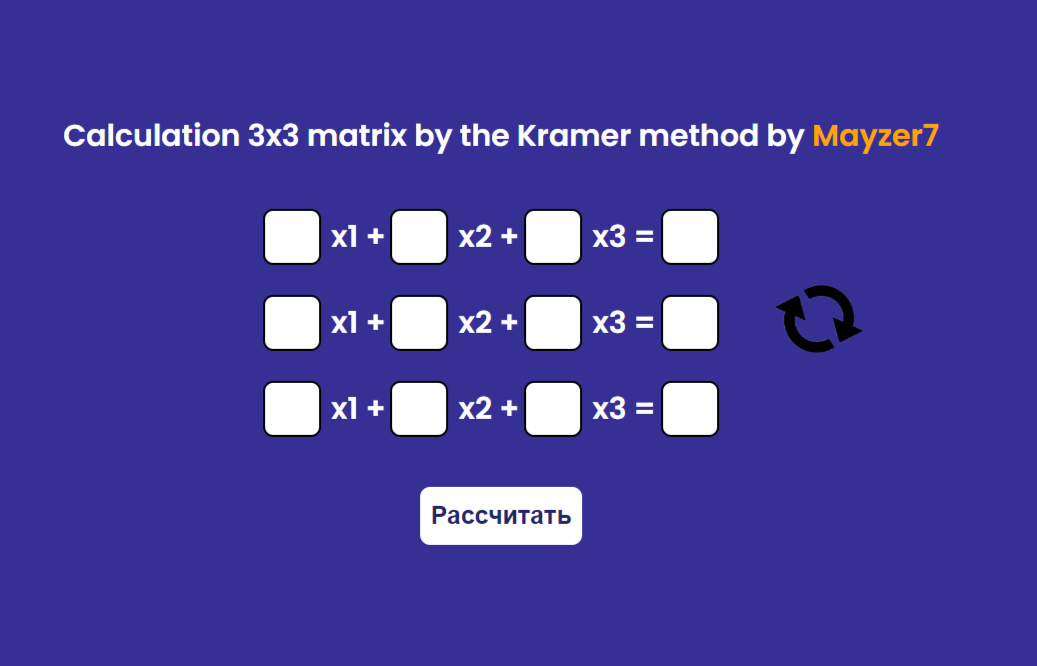 Calculation 3x3 matrix by the Kramer method by Mayzer7
x1 + x2 + x3 =
x1 + x2 + x3 =
x1 + x2 + x3 =
Рассчитать